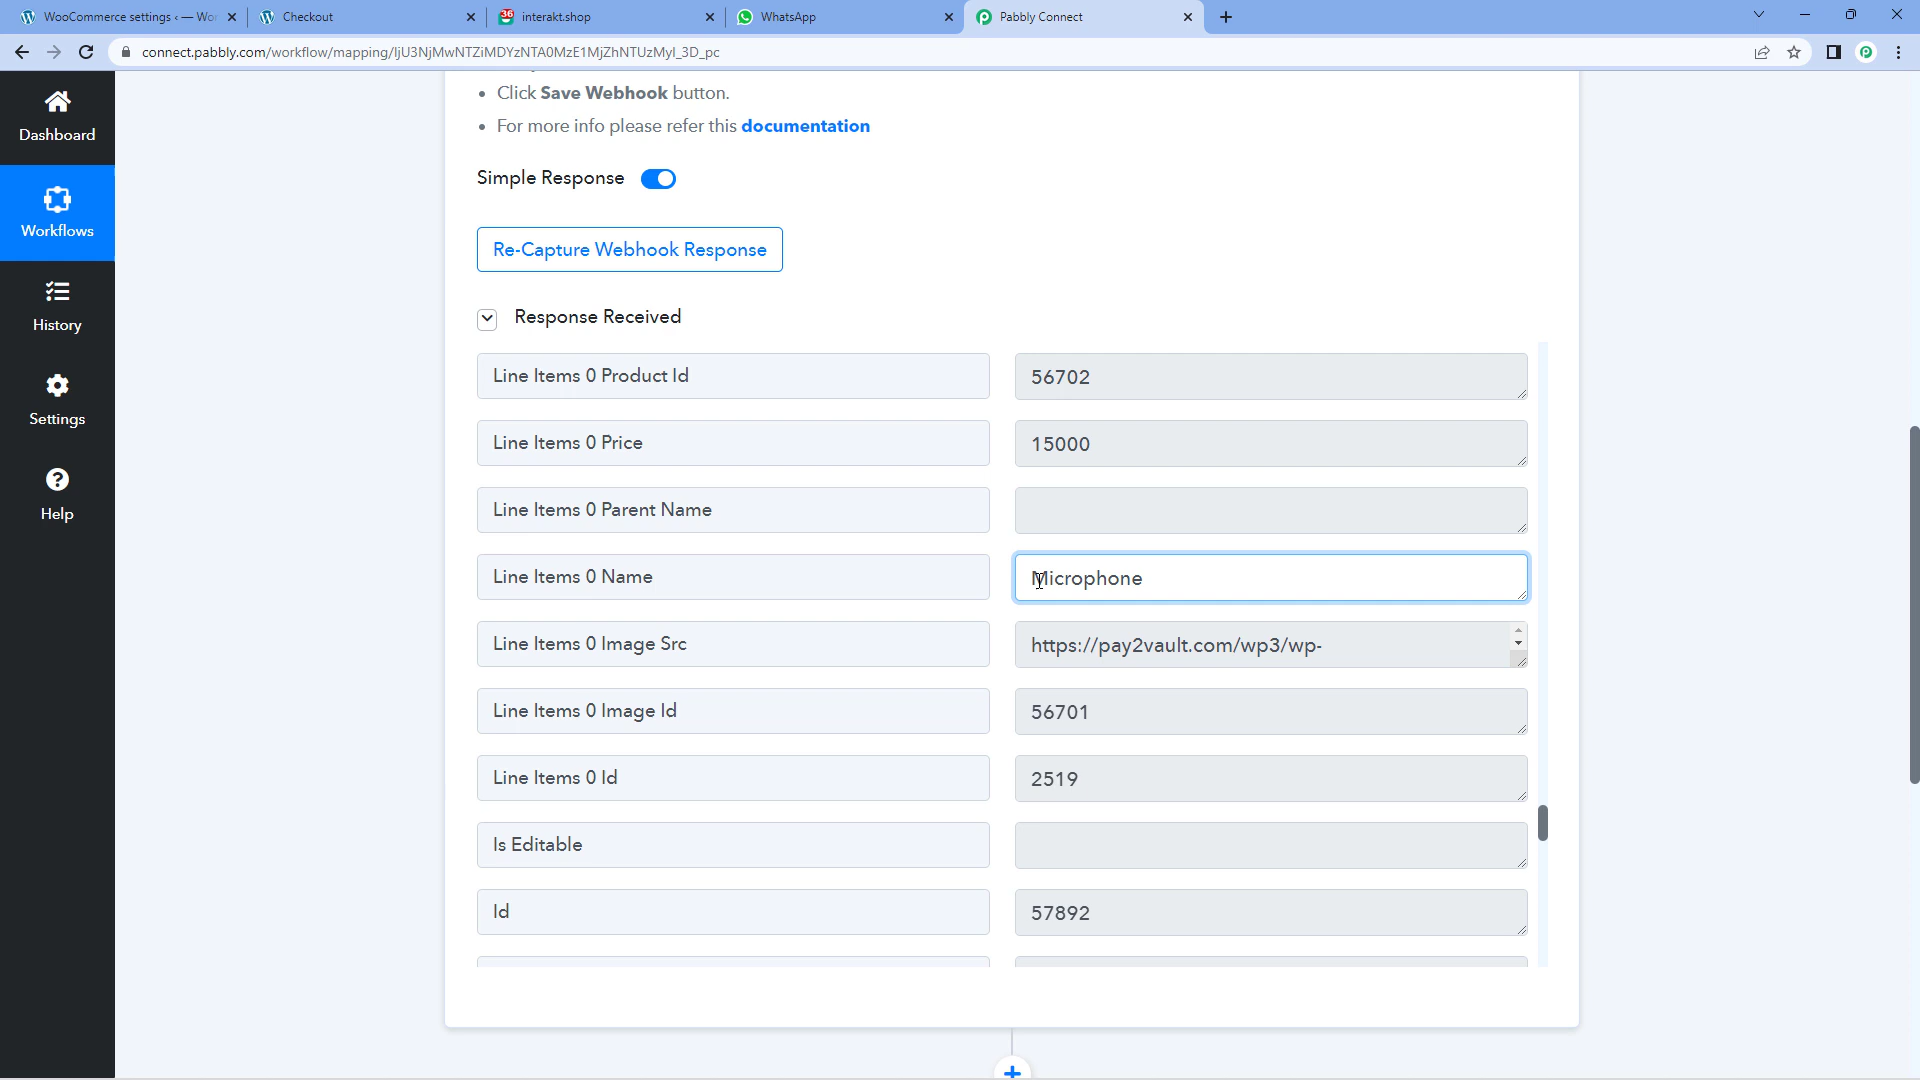 WooCommerce settings ‹ — Wor
Checkout
36
interakt.shop
WhatsApp
Pabbly Connect
connect.pabbly.com/workflow/mapping/IjU3NjMwNTZiMDYzNTA0MzE1MjZhNTUzMyI_3D_pc
Dashboard
Workflows
History
Settings
Help
• Click Save Webhook button.
• For more info please refer this documentation
Simple Response
Re-Capture Webhook Response
Response Received
Line Items 0 Product Id
56702
Line Items 0 Price
15000
Line Items 0 Parent Name
Line Items 0 Name
Microphone
Line Items 0 Image Src
https://pay2vault.com/wp3/wp-
Line Items 0 Image Id
56701
Line Items 0 Id
2519
Is Editable
Id
57892